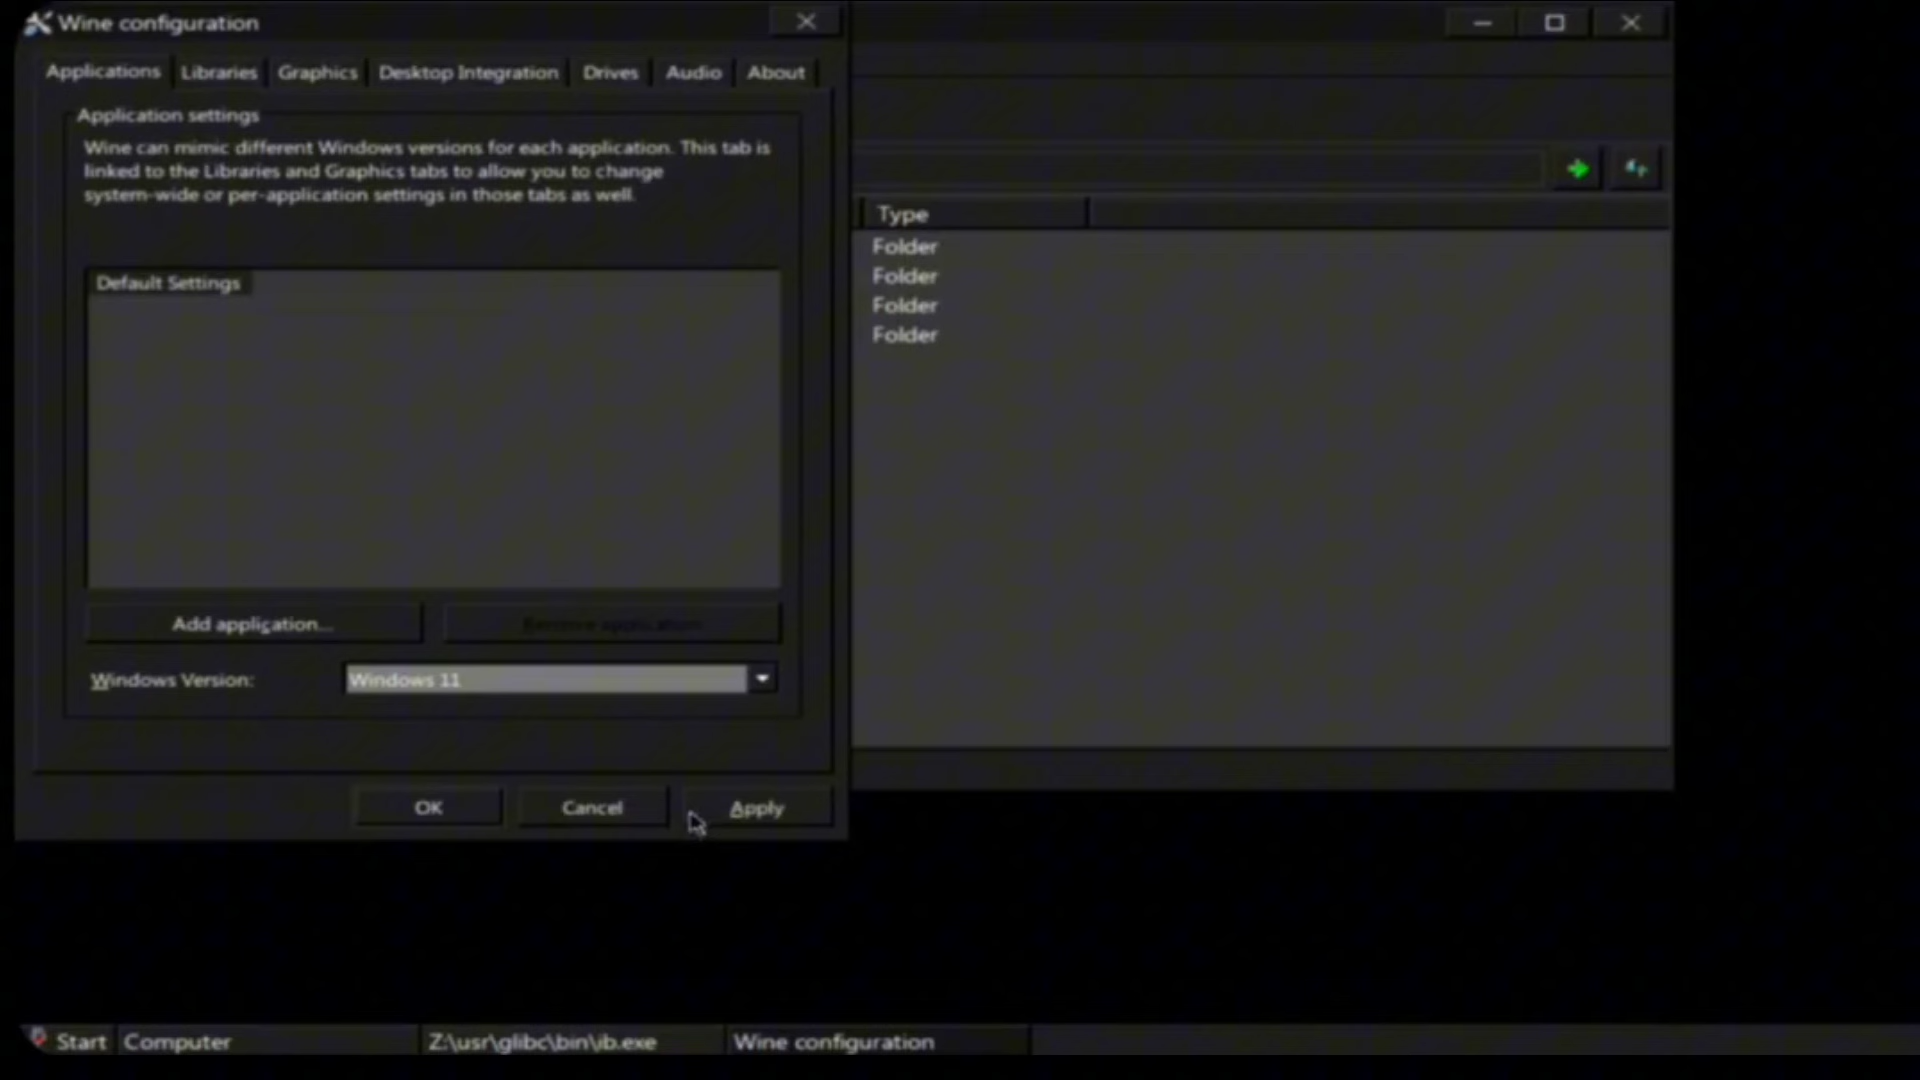 Wine configuration
Applications
Libraries
Graphics
Desktop Integration
Drives
Audio
About
Application settings
Wine can mimic different Windows versions for each application. This tab is
linked to the Libraries and Graphics tabs to allow you to change
system-wide or per-application settings in those tabs as well.
Default Settings
Add application...
Remove application
Windows Version:
Windows 11
OK
Cancel
Apply
Type
Folder
Folder
Folder
Folder
Start
Computer
Z:\usr\glibc\bin\ib.exe
Wine configuration